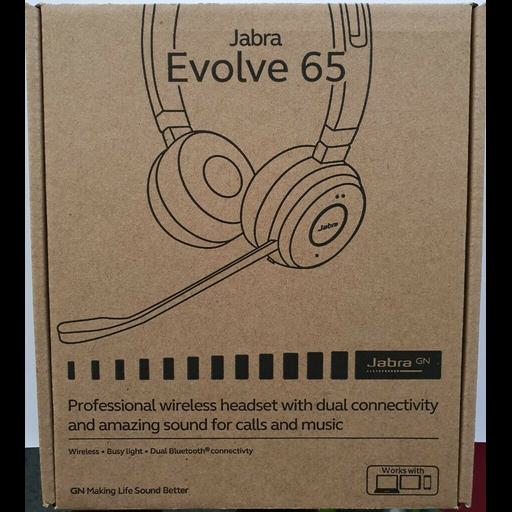 Jabra
Evolve 65
Jabra
Jabra GN
Professional wireless headset with dual connectivity
and amazing sound for calls and music
Wireless • Busy light • Dual Bluetooth® connectivty
Works with
GN Making Life Sound Better